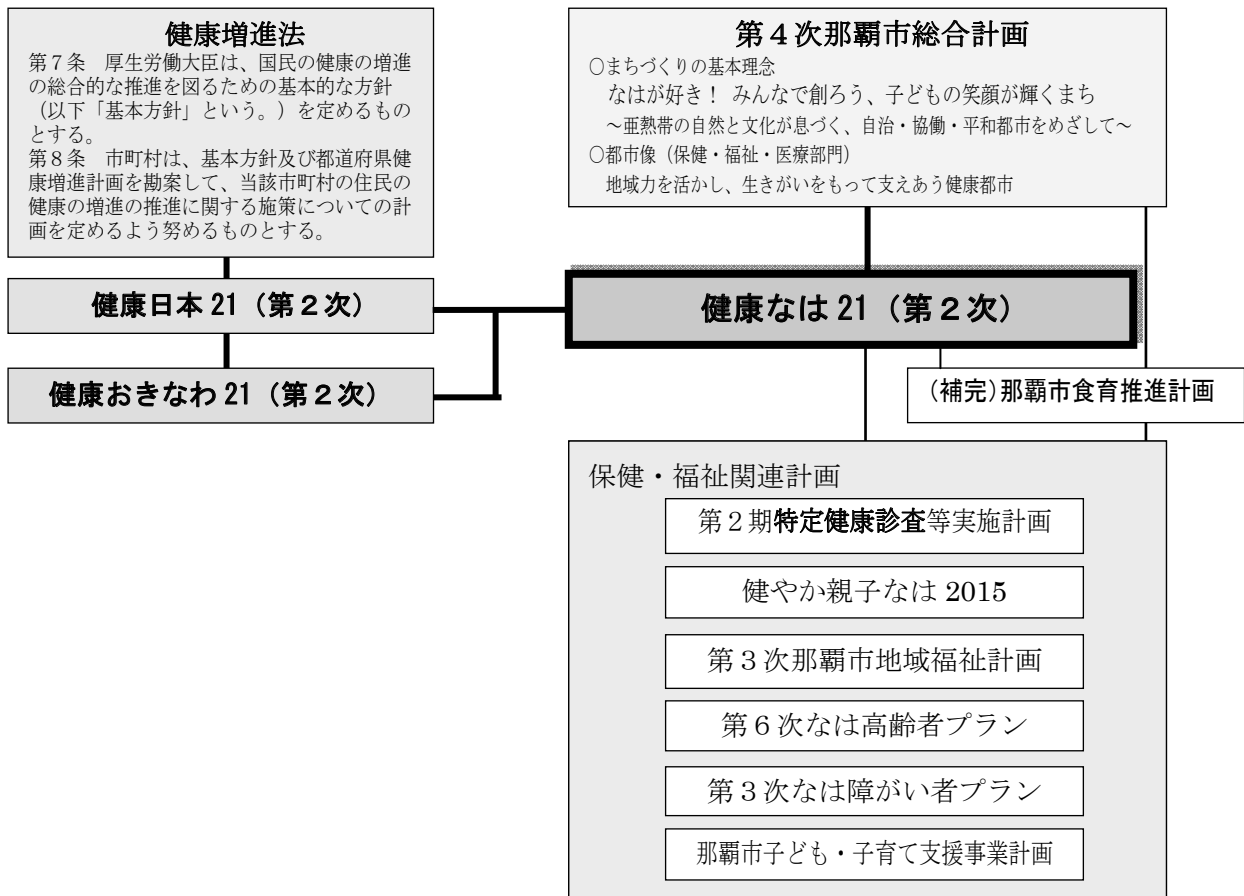 健康増進法
第7条　厚生労働大臣は、国民の健康の増進
の総合的な推進を図るための基本的な方針
（以下「基本方針」という。）を定めるもの
とする。
第8条　市町村は、基本方針及び都道府県健
康増進計画を勘案して、当該市町村の住民の
健康の増進の推進に関する施策についての計
画を定めるよう努めるものとする。
健康日本21（第２次）
健康おきなわ21（第２次）
第４次那覇市総合計画
○まちづくりの基本理念
なはが好き！ みんなで創ろう、子どもの笑顔が輝くまち
～亜熱帯の自然と文化が息づく、自治・協働・平和都市をめざして～
○都市像（保健・福祉・医療部門）
地域力を活かし、生きがいをもって支えあう健康都市
健康なは21（第２次）
（補完）那覇市食育推進計画
保健・福祉関連計画
第２期特定健康診査等実施計画
健やか親子なは 2015
第３次那覇市地域福祉計画
第６次なは高齢者プラン
第３次なは障がい者プラン
那覇市子ども・子育て支援事業計画